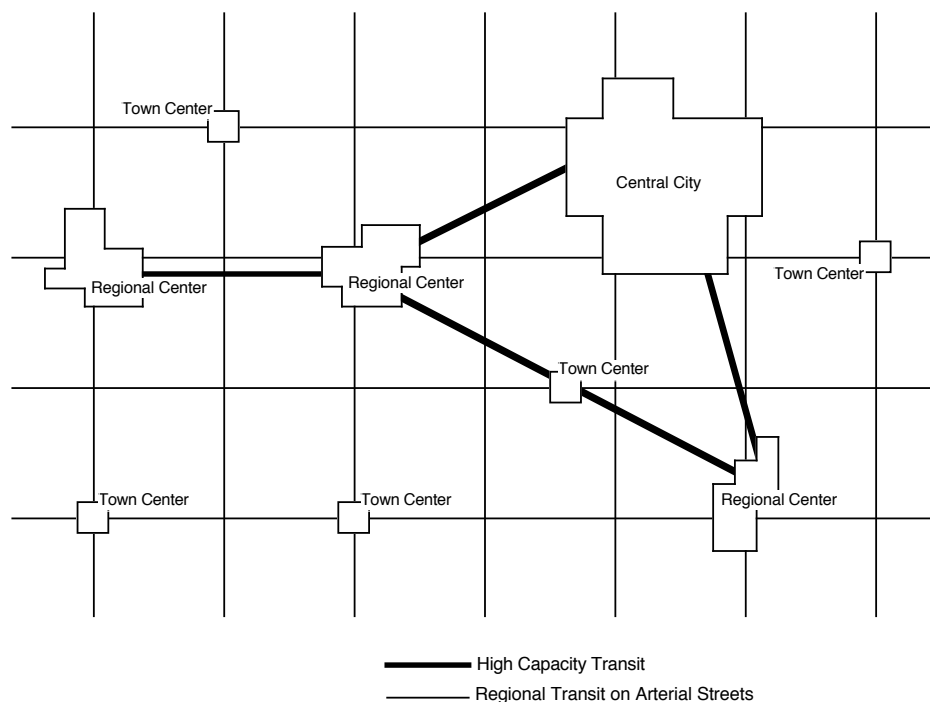 Town Center
Central City
Town Center
Regional Center
Regional Center
Town Center
Town Center
Town Center
Regional Center
High Capacity Transit
Regional Transit on Arterial Streets